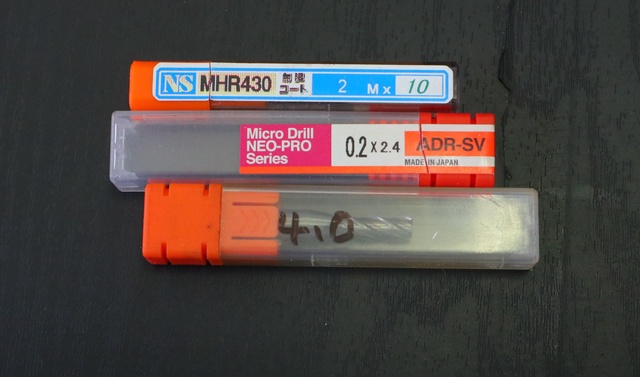 NS MHR430 無限 コート 2 M x 10
Micro Drill
NEO-PRO
Series
0.2 x 2.4
ADR-SV
MADE IN JAPAN
4.0